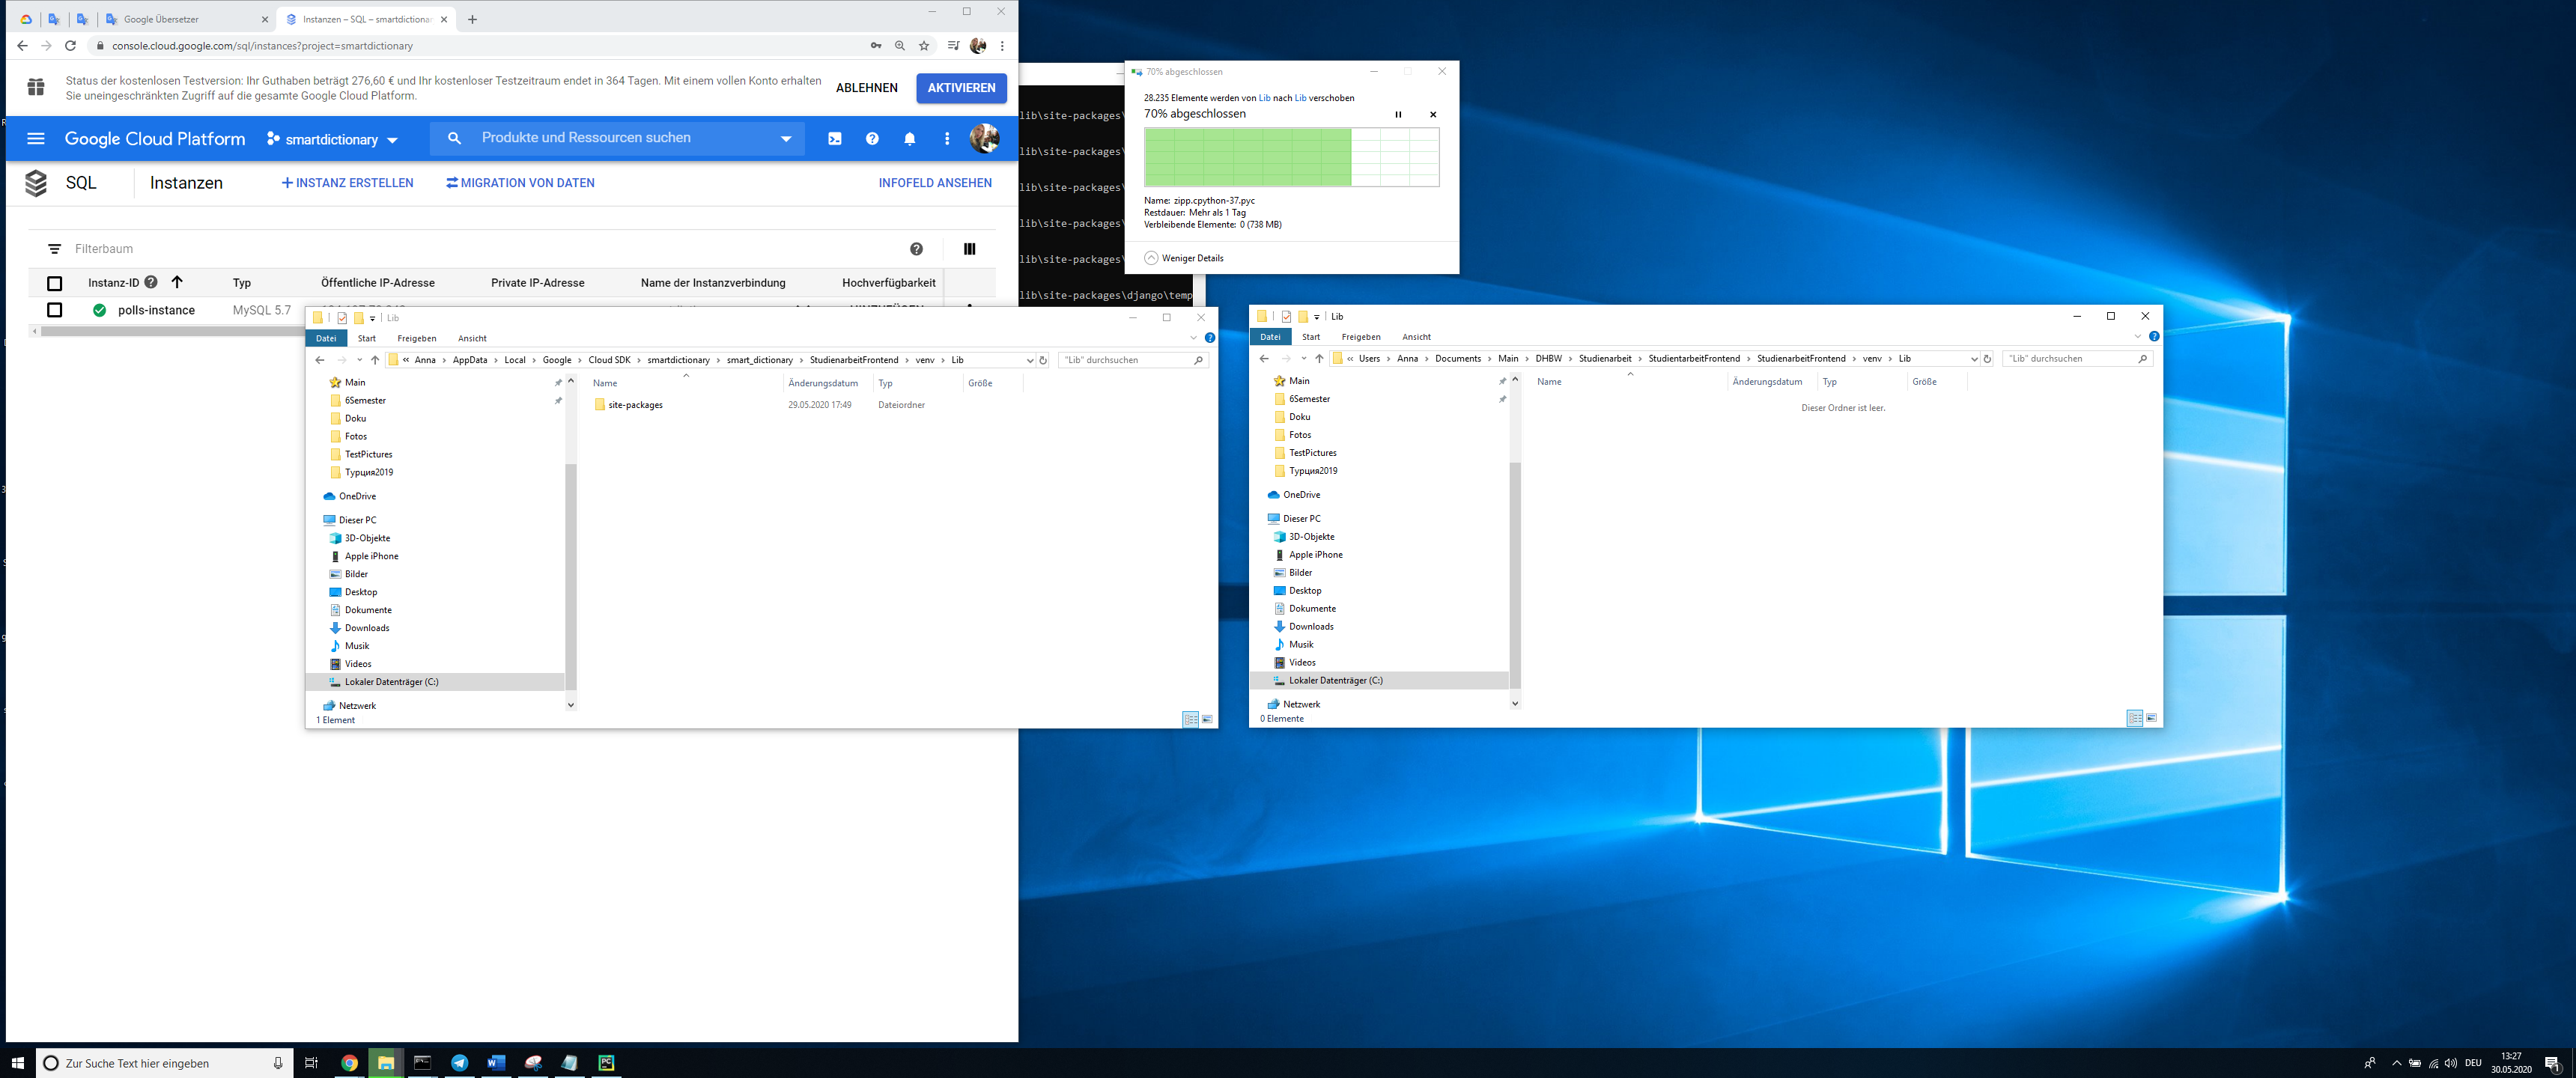 Google Übersetzer
Instanzen – SQL – smartdictionar
console.cloud.google.com/sql/instances?project=smartdictionary
Status der kostenlosen Testversion: Ihr Guthaben beträgt 276,60 € und Ihr kostenloser Testzeitraum endet in 364 Tagen. Mit einem vollen Konto erhalten
Sie uneingeschränkten Zugriff auf die gesamte Google Cloud Platform.
ABLEHNEN
AKTIVIEREN
Google Cloud Platform
smartdictionary
Produkte und Ressourcen suchen
SQL
Instanzen
INSTANZ ERSTELLEN
MIGRATION VON DATEN
INFOFELD ANSEHEN
Filterbaum
Instanz-ID
Typ
Öffentliche IP-Adresse
Private IP-Adresse
Name der Instanzverbindung
Hochverfügbarkeit
polls-instance
MySQL 5.7
lib\site-packages\
lib\site-packages\
lib\site-packages\
lib\site-packages\
lib\site-packages\
lib\site-packages\django\temp
70% abgeschlossen
28.235 Elemente werden von Lib nach Lib verschoben
70% abgeschlossen
Name: zipp.cpython-37.pyc
Restdauer: Mehr als 1 Tag
Verbleibende Elemente: 0 (738 MB)
Weniger Details
Lib
Datei
Start
Freigeben
Ansicht
« Anna › AppData › Local › Google › Cloud SDK › smartdictionary › smart_dictionary › StudienarbeitFrontend › venv › Lib
"Lib" durchsuchen
Name
Änderungsdatum
Typ
Größe
site-packages
29.05.2020 17:49
Dateiordner
Main
6Semester
Doku
Fotos
TestPictures
Турция2019
OneDrive
Dieser PC
3D-Objekte
Apple iPhone
Bilder
Desktop
Dokumente
Downloads
Musik
Videos
Lokaler Datenträger (C:)
Netzwerk
1 Element
Lib
Datei
Start
Freigeben
Ansicht
« Users › Anna › Documents › Main › DHBW › Studienarbeit › StudientarbeitFrontend › StudienarbeitFrontend › venv › Lib
"Lib" durchsuchen
Name
Änderungsdatum
Typ
Größe
Dieser Ordner ist leer.
Main
6Semester
Doku
Fotos
TestPictures
Турция2019
OneDrive
Dieser PC
3D-Objekte
Apple iPhone
Bilder
Desktop
Dokumente
Downloads
Musik
Videos
Lokaler Datenträger (C:)
Netzwerk
0 Elemente
Zur Suche Text hier eingeben
DEU
13:27
30.05.2020